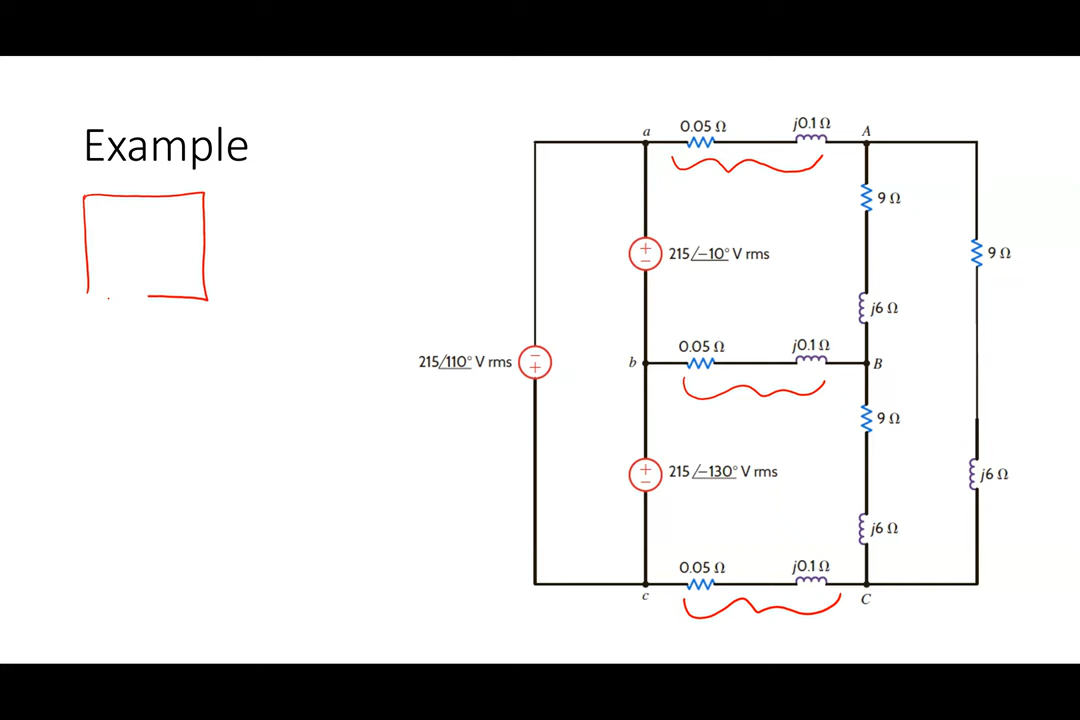 Example
a
0.05 Ω
j0.1 Ω
A
9 Ω
215/–10° V rms
9 Ω
j6 Ω
0.05 Ω
j0.1 Ω
215/110° V rms
b
B
9 Ω
215/–130° V rms
j6 Ω
j6 Ω
0.05 Ω
j0.1 Ω
c
C
+
–
–
+
+
–